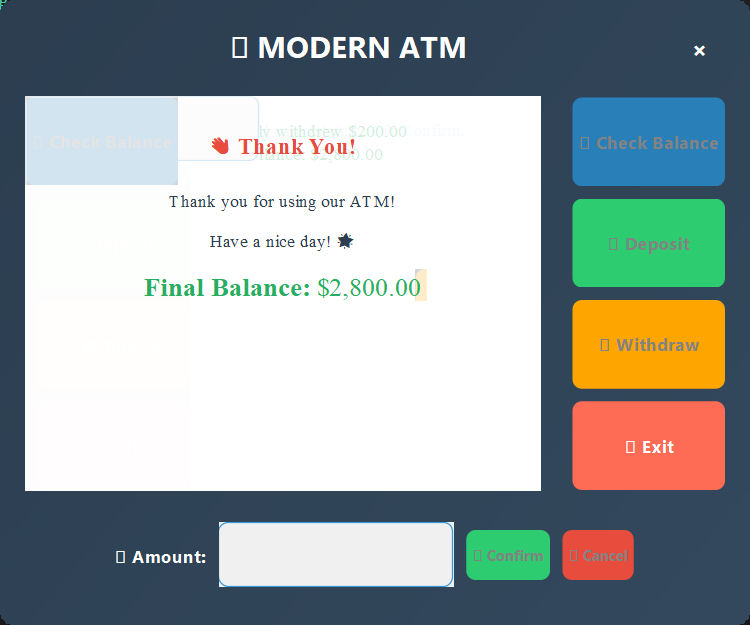 MODERN ATM
×
Check Balance
ly withdrew $200.00 onfirm
lance: $2,800.00
👋 Thank You!
Thank you for using our ATM!
Have a nice day! 🌟
Final Balance: $2,800.00
Check Balance
Deposit
Withdraw
Exit
Amount:
Confirm
Cancel